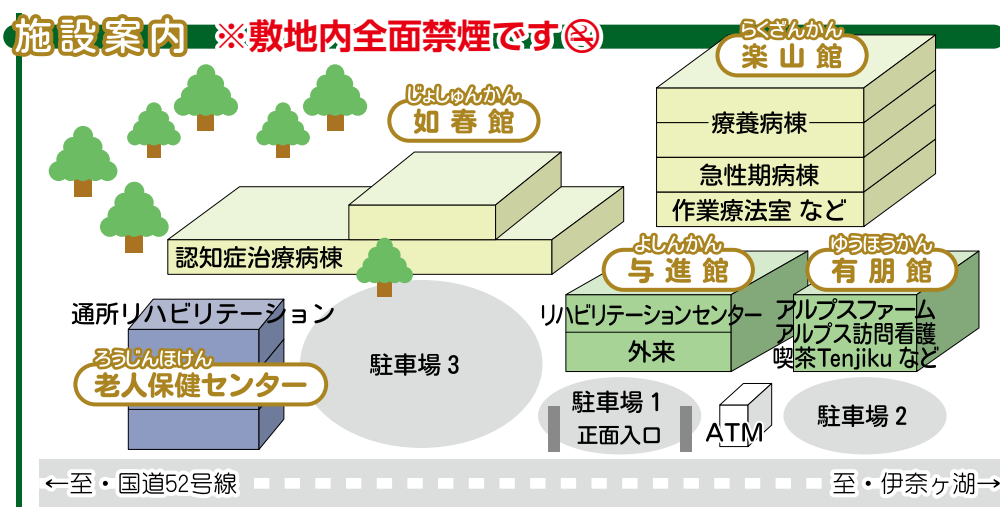 施設案内
※敷地内全面禁煙です
らくざんかん
楽山館
療養病棟
急性期病棟
作業療法室 など
じょしゅんかん
如春館
認知症治療病棟
よしんかん
与進館
リハビリテーションセンター
外来
ゆうほうかん
有朋館
アルプスファーム
アルプス訪問看護
喫茶Tenjiku など
通所リハビリテーション
ろうじんほけん
老人保健センター
駐車場 3
駐車場 1
正面入口
ATM
駐車場 2
←至・国道52号線
至・伊奈ヶ湖→